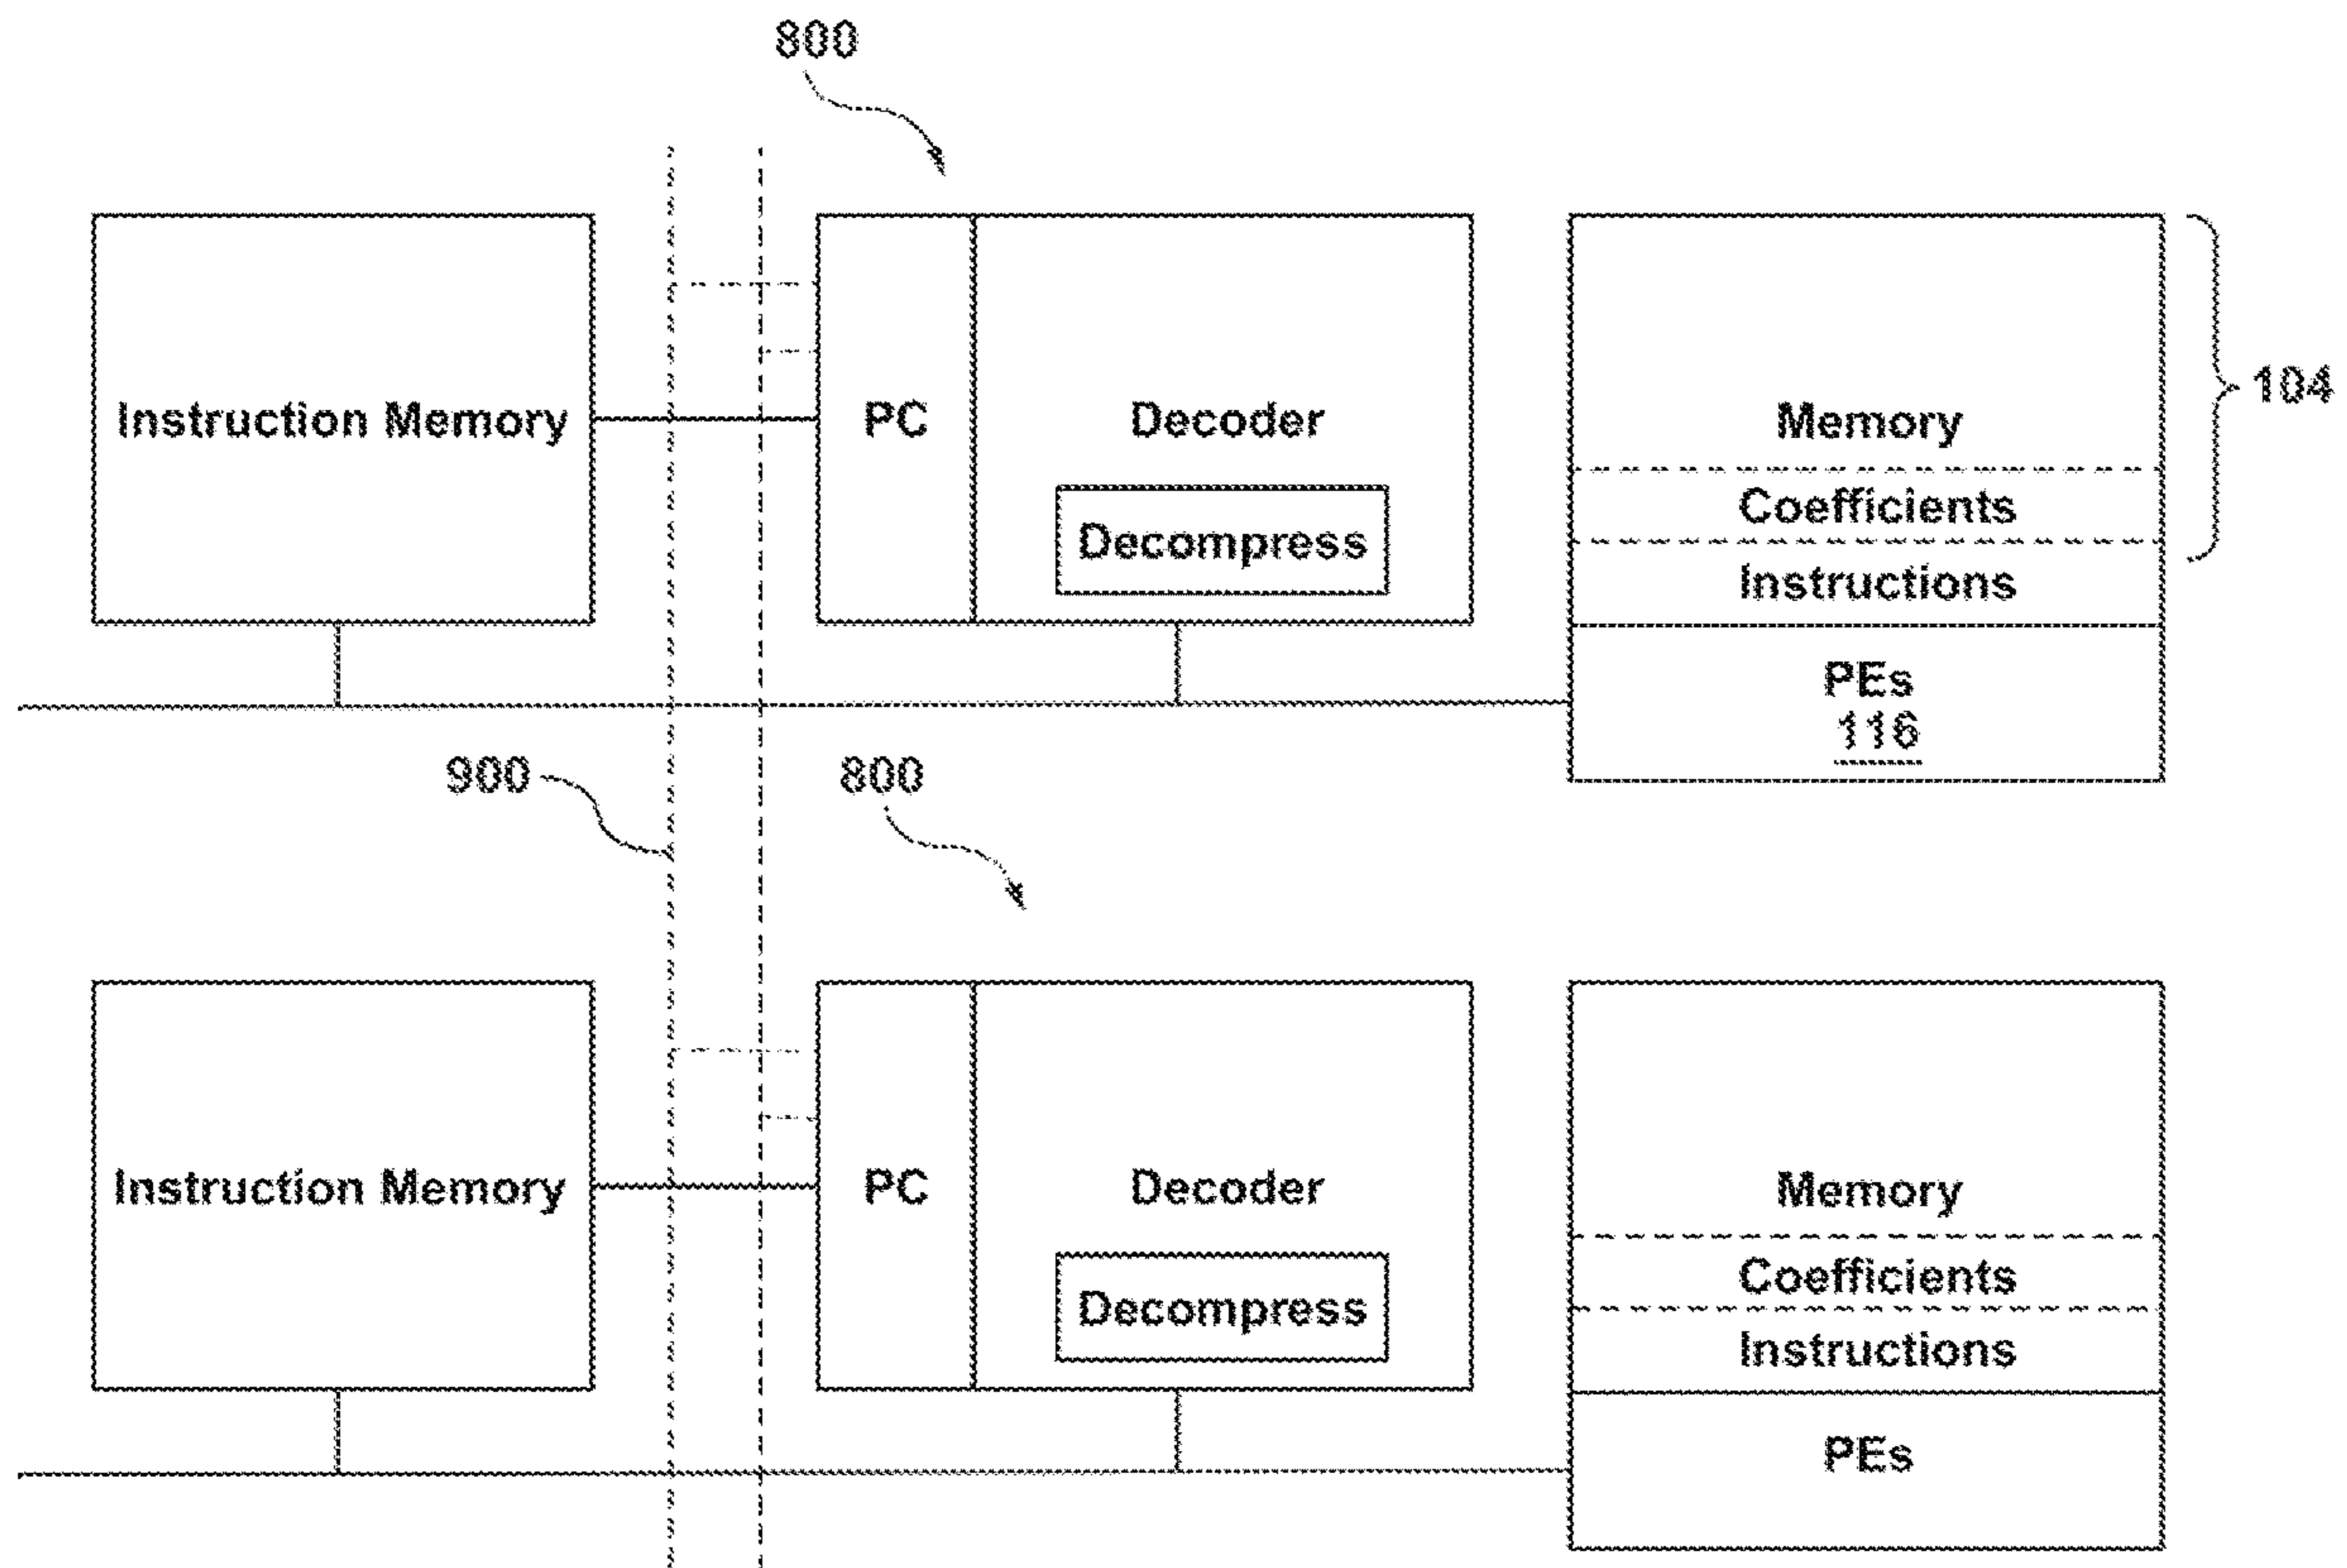 800
Instruction Memory
PC
Decoder
Decompress
Memory
Coefficients
Instructions
104
PEs
116
900
800
Instruction Memory
PC
Decoder
Decompress
Memory
Coefficients
Instructions
PEs